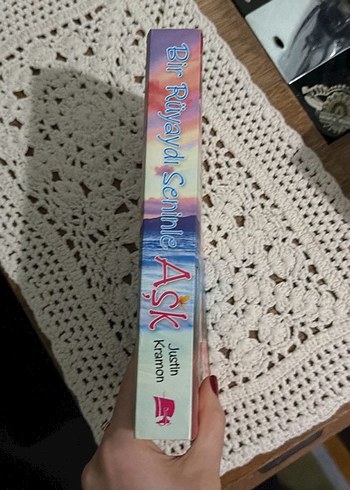 Bir Rüyaydı Seninle
Aşk
Justin
Kramon